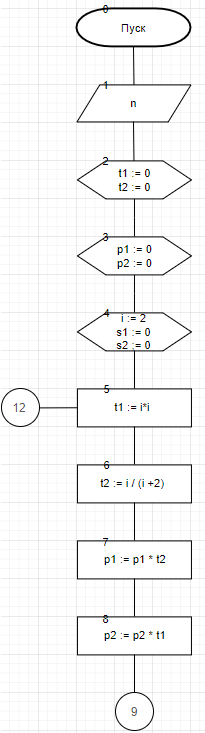 0
Пуск
1
n
2
t1 := 0
t2 := 0
3
p1 := 0
p2 := 0
4
i := 2
s1 := 0
s2 := 0
5
12
t1 := i*i
6
t2 := i / (i +2)
7
p1 := p1 * t2
8
p2 := p2 * t1
9